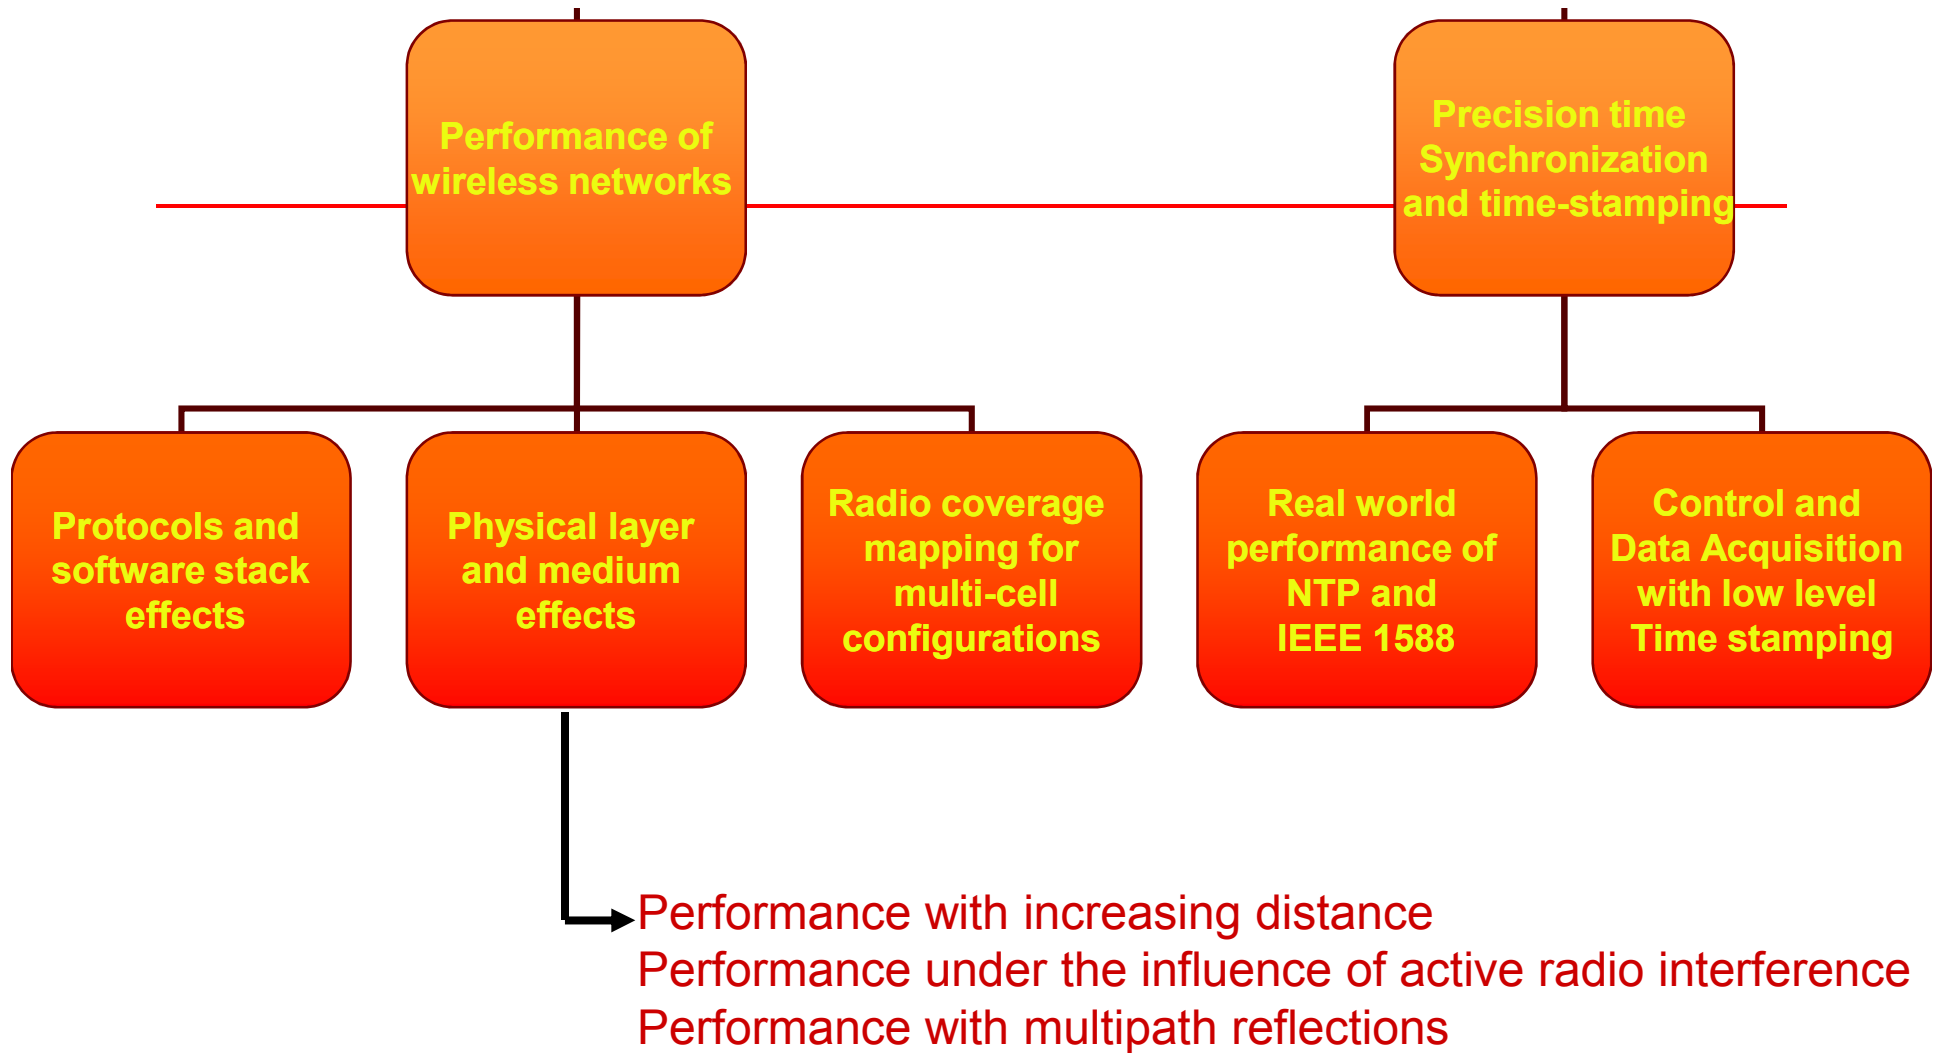 Performance of
wireless networks
Precision time
Synchronization
and time-stamping
Protocols and
software stack
effects
Physical layer
and medium
effects
Radio coverage
mapping for
multi-cell
configurations
Real world
performance of
NTP and
IEEE 1588
Control and
Data Acquisition
with low level
Time stamping
Performance with increasing distance
Performance under the influence of active radio interference
Performance with multipath reflections